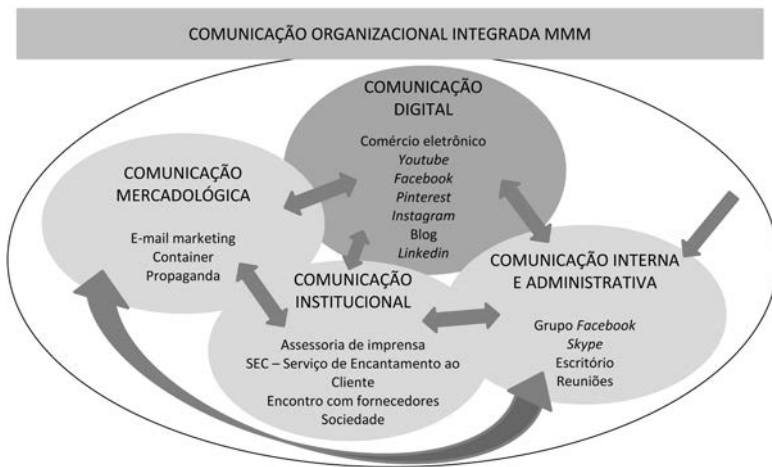 COMUNICAÇÃO ORGANIZACIONAL INTEGRADA MMM
COMUNICAÇÃO
DIGITAL
Comércio eletrônico
Youtube
Facebook
Pinterest
Instagram
Blog
Linkedin
COMUNICAÇÃO
MERCADOLÓGICA
E-mail marketing
Container
Propaganda
COMUNICAÇÃO
INSTITUCIONAL
Assessoria de imprensa
SEC – Serviço de Encantamento ao
Cliente
Encontro com fornecedores
Sociedade
COMUNICAÇÃO INTERNA
E ADMINISTRATIVA
Grupo Facebook
Skype
Escritório
Reuniões